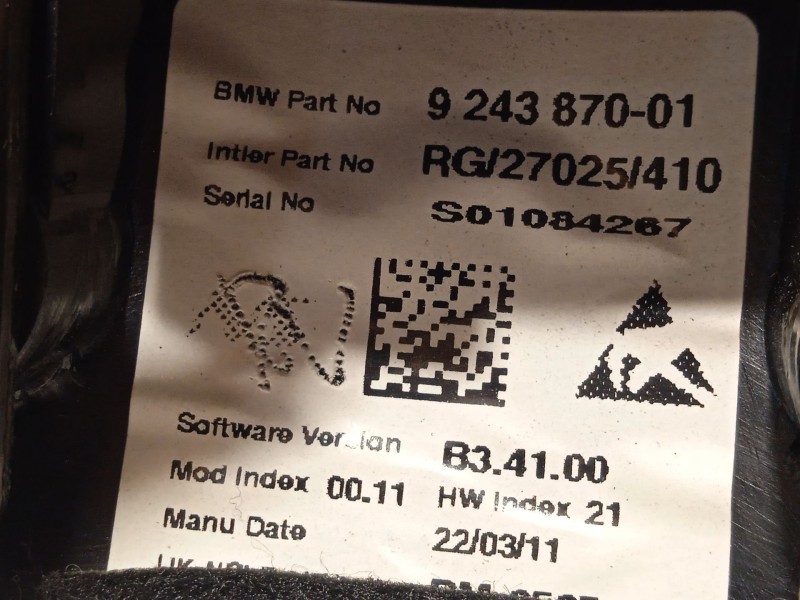 BMW Part No 9 243 870-01
Intier Part No RG/27025/410
Serial No S01084267
Software Version B3.41.00
Mod Index 00.11 HW Index 21
Manu Date 22/03/11